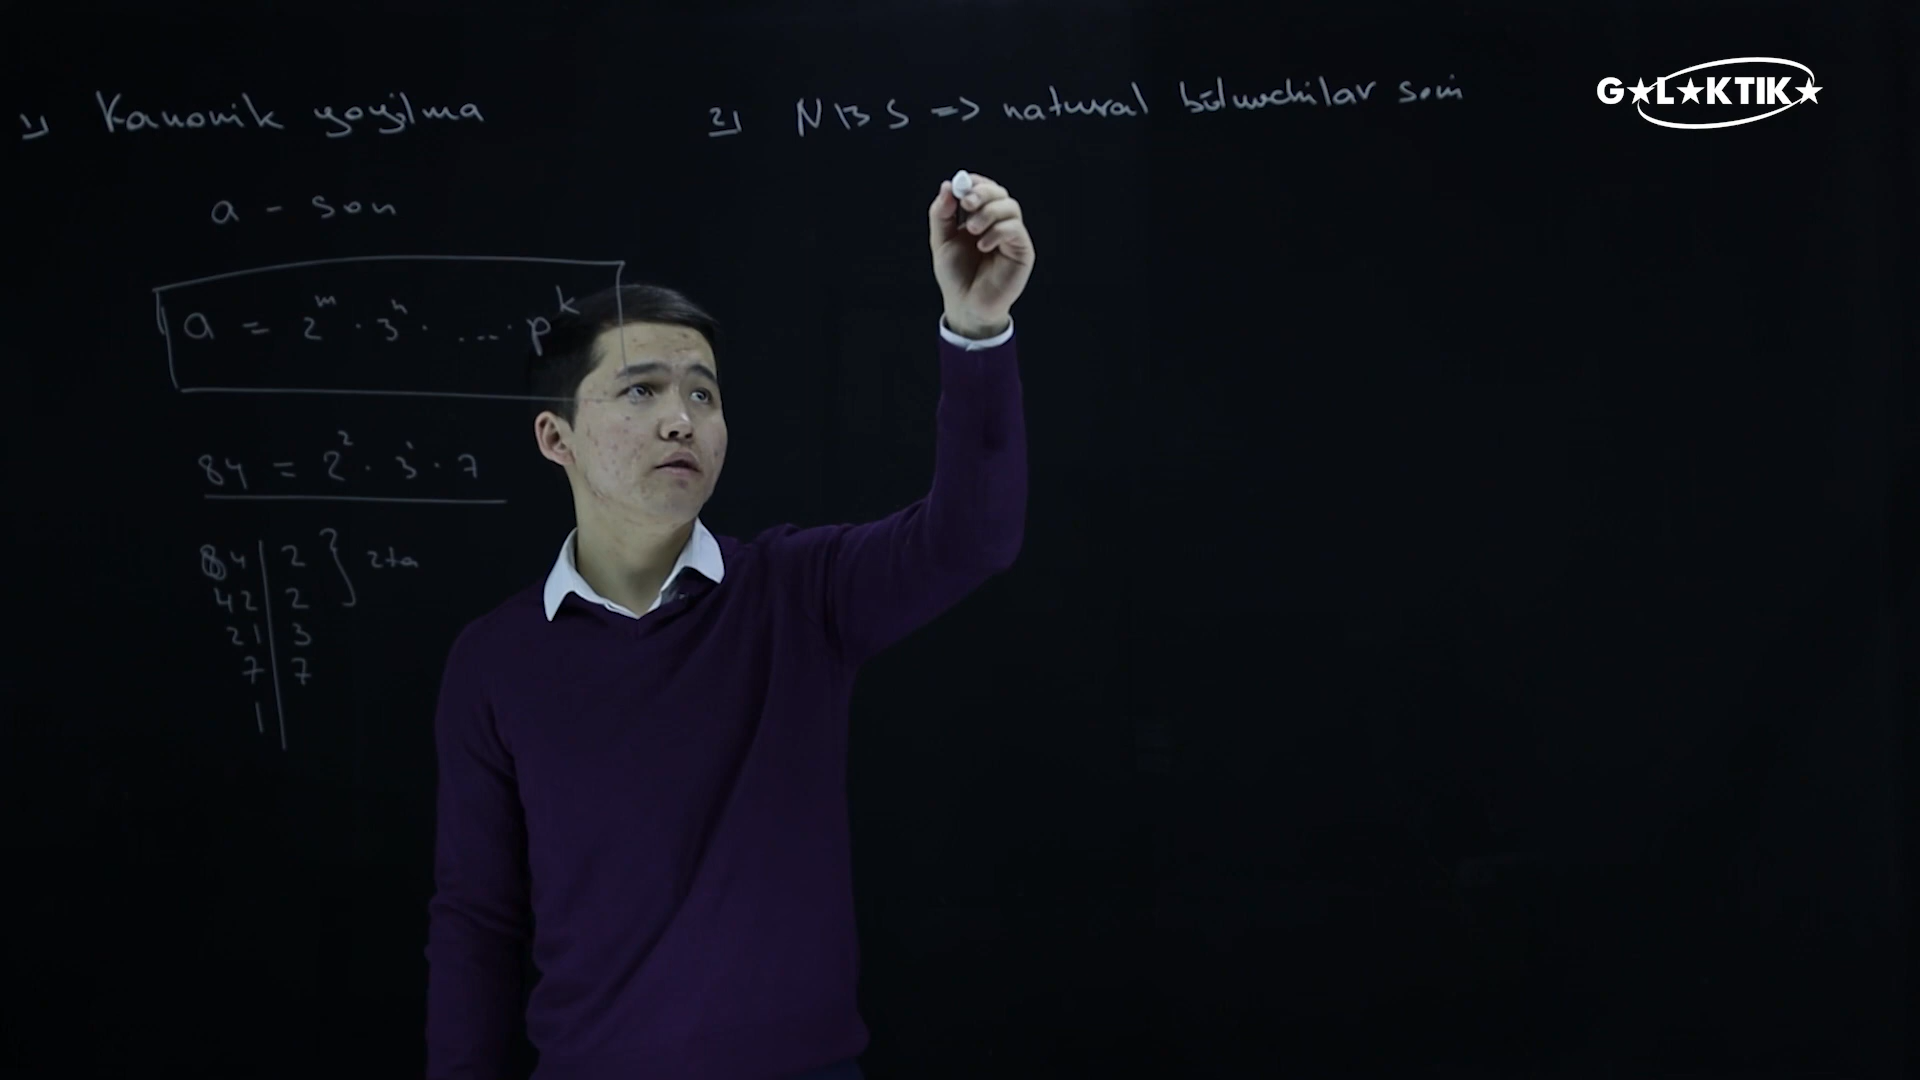 1) Kanonik yoyilma
a - son
a = 2^m · 3^n · .... · p^k
84 = 2^2 · 3^1 · 7
84 | 2 } 2ta
42 | 2
21 | 3
7 | 7
1 |
2) NBS => natural bo'luvchilar soni
G★L★KTIK★